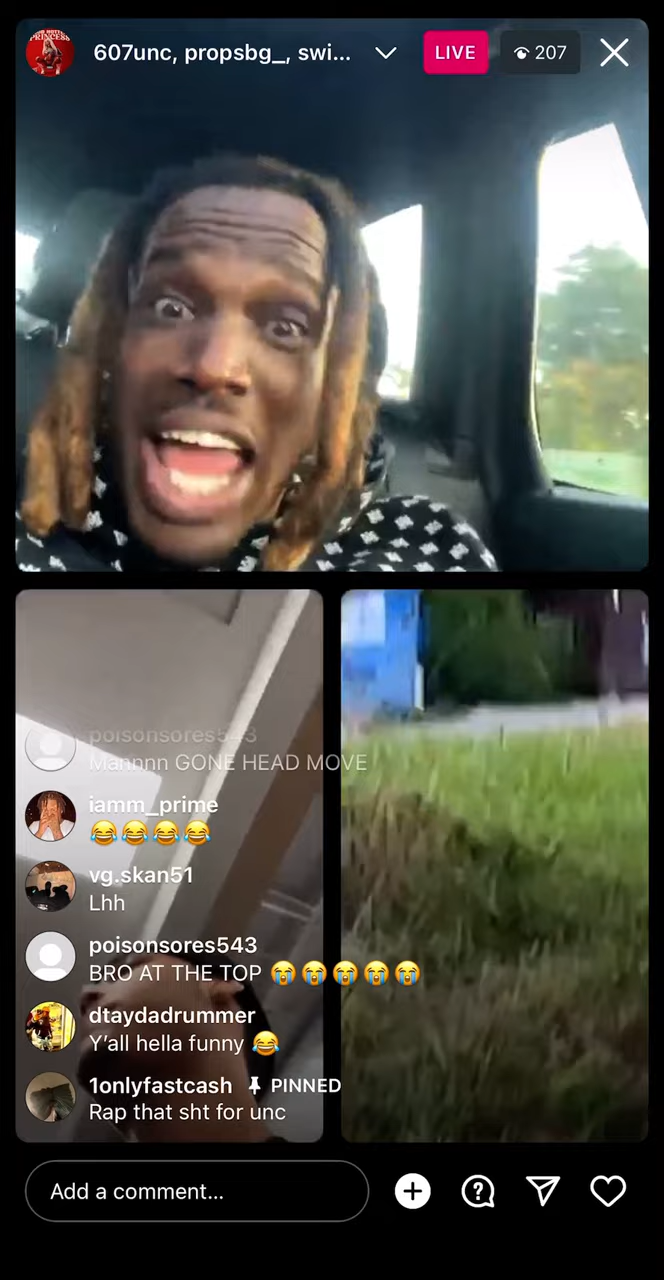 607unc, propsbg_, swi...
LIVE
207
poisonsores543
Mannnn GONE HEAD MOVE
iamm_prime
😂😂😂😂
vg.skan51
Lhh
poisonsores543
BRO AT THE TOP 😭😭😭😭😭
dtaydadrummer
Y’all hella funny 😂
1onlyfastcash PINNED
Rap that sht for unc
Add a comment...